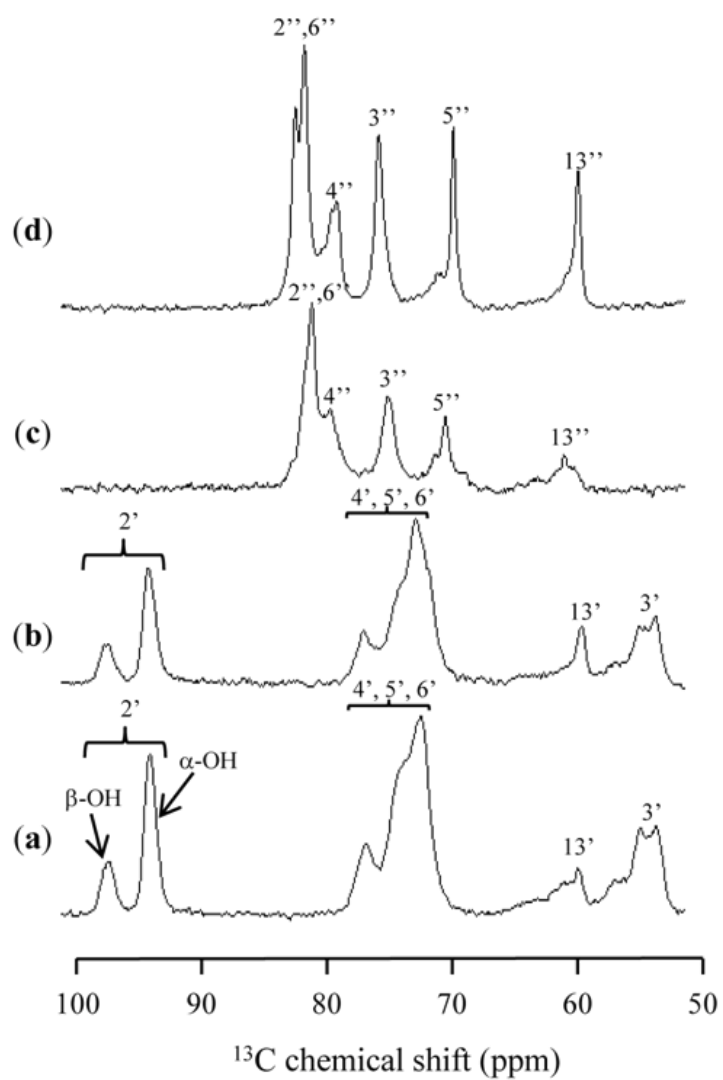 2’’,6’’
3’’
5’’
4’’
13’’
(d)
2’’,6’’
4’’
3’’
5’’
13’’
(c)
2’
4’, 5’, 6’
13’
3’
(b)
2’
4’, 5’, 6’
α-OH
β-OH
13’
3’
(a)
100 90 80 70 60 50
¹³C chemical shift (ppm)